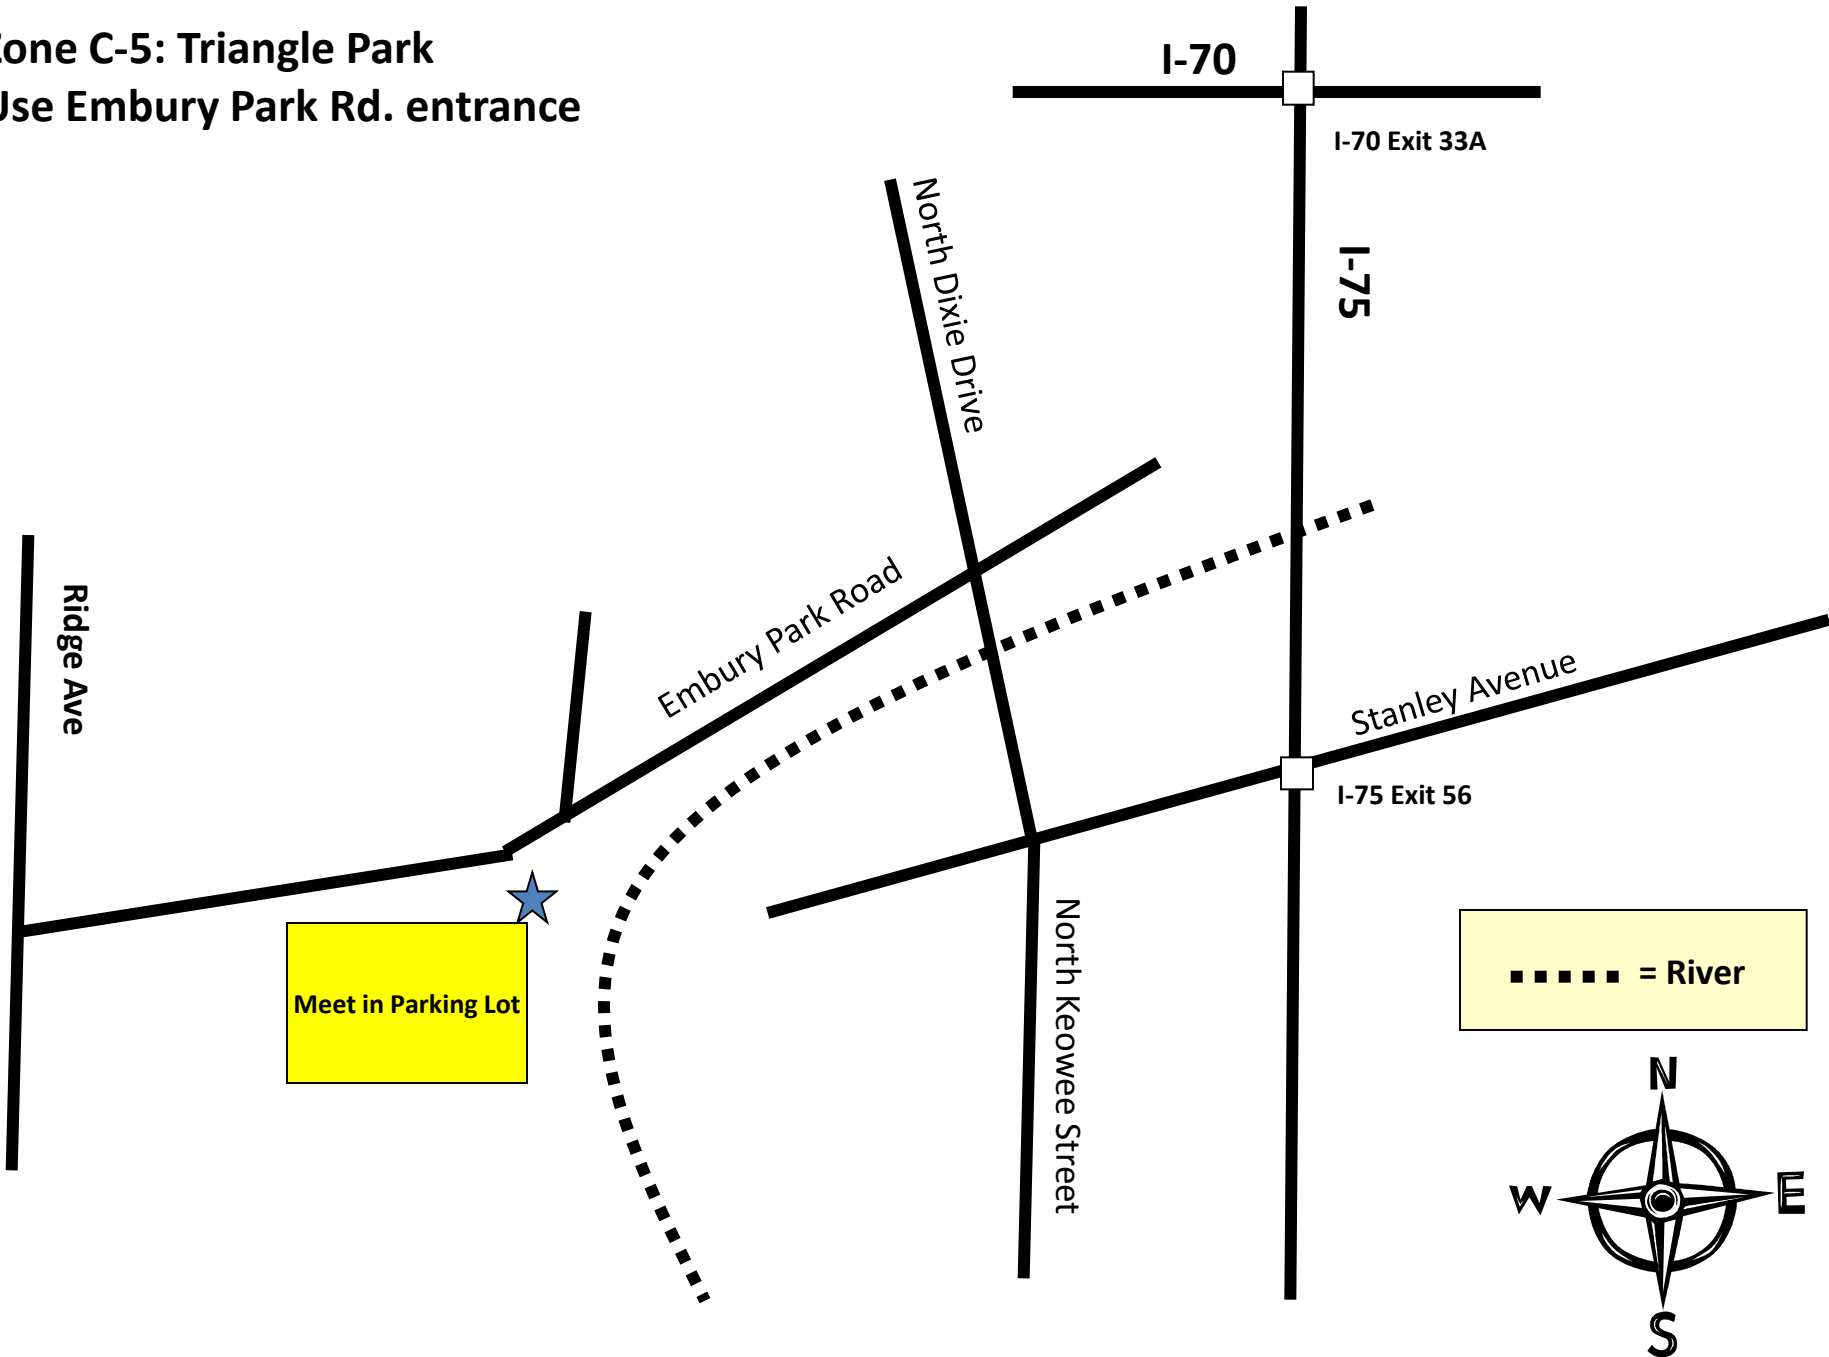 one C-5: Triangle Park
Use Embury Park Rd. entrance
I-70
I-70 Exit 33A
North Dixie Drive
I-75
Embury Park Road
Ridge Ave
Stanley Avenue
I-75 Exit 56
Meet in Parking Lot
North Keowee Street
= River
N
W
E
S